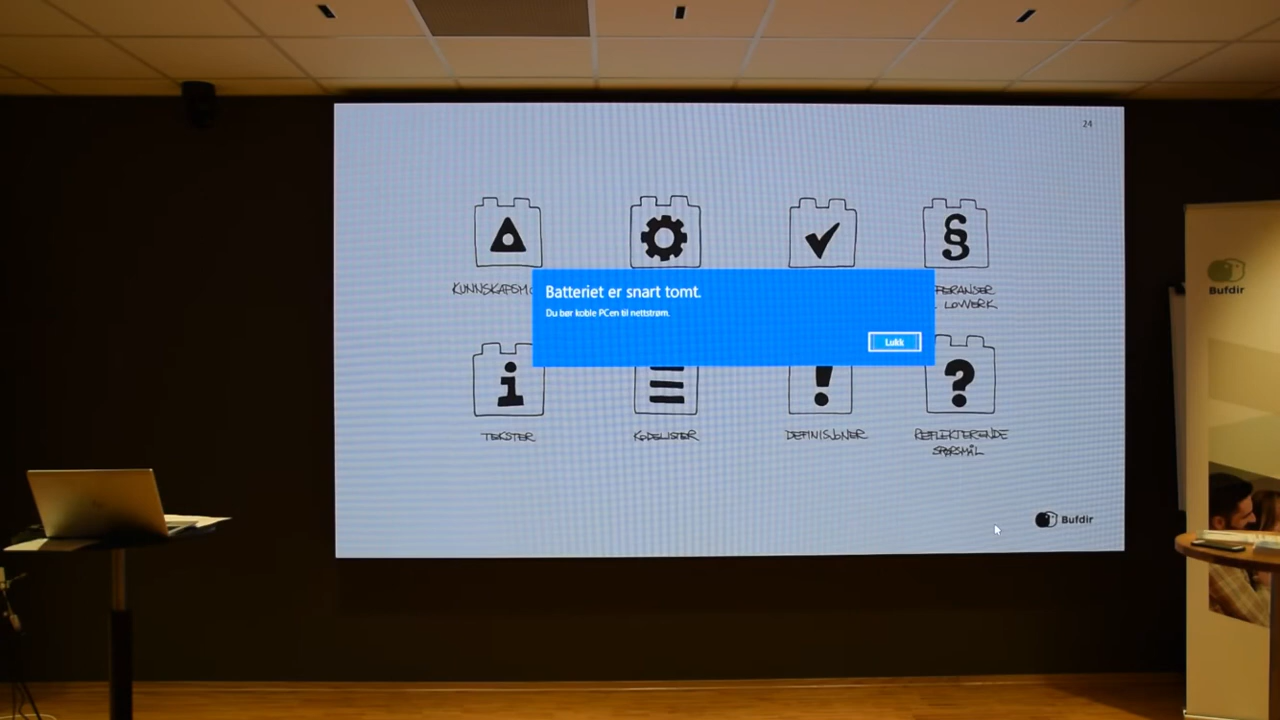 24
Batteriet er snart tomt.
Du bør koble PCen til nettstrøm.
Lukk
LOVVERK
TEKSTER
KODELISTER
DEFINISJONER
REFLEKTERENDE
SPØRSMÅL
Bufdir
Bufdir